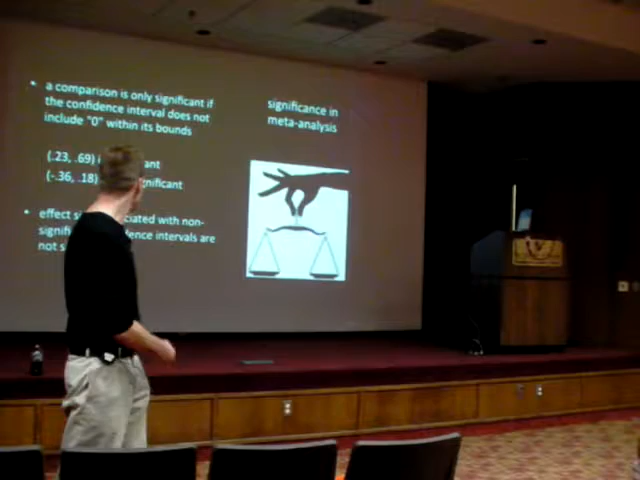 • a comparison is only significant if
the confidence interval does not
include "0" within its bounds
(.23, .69) ant
(-.36, .18) gnificant
• effect s ciated with non-
signifi dence intervals are
not s
significance in
meta-analysis